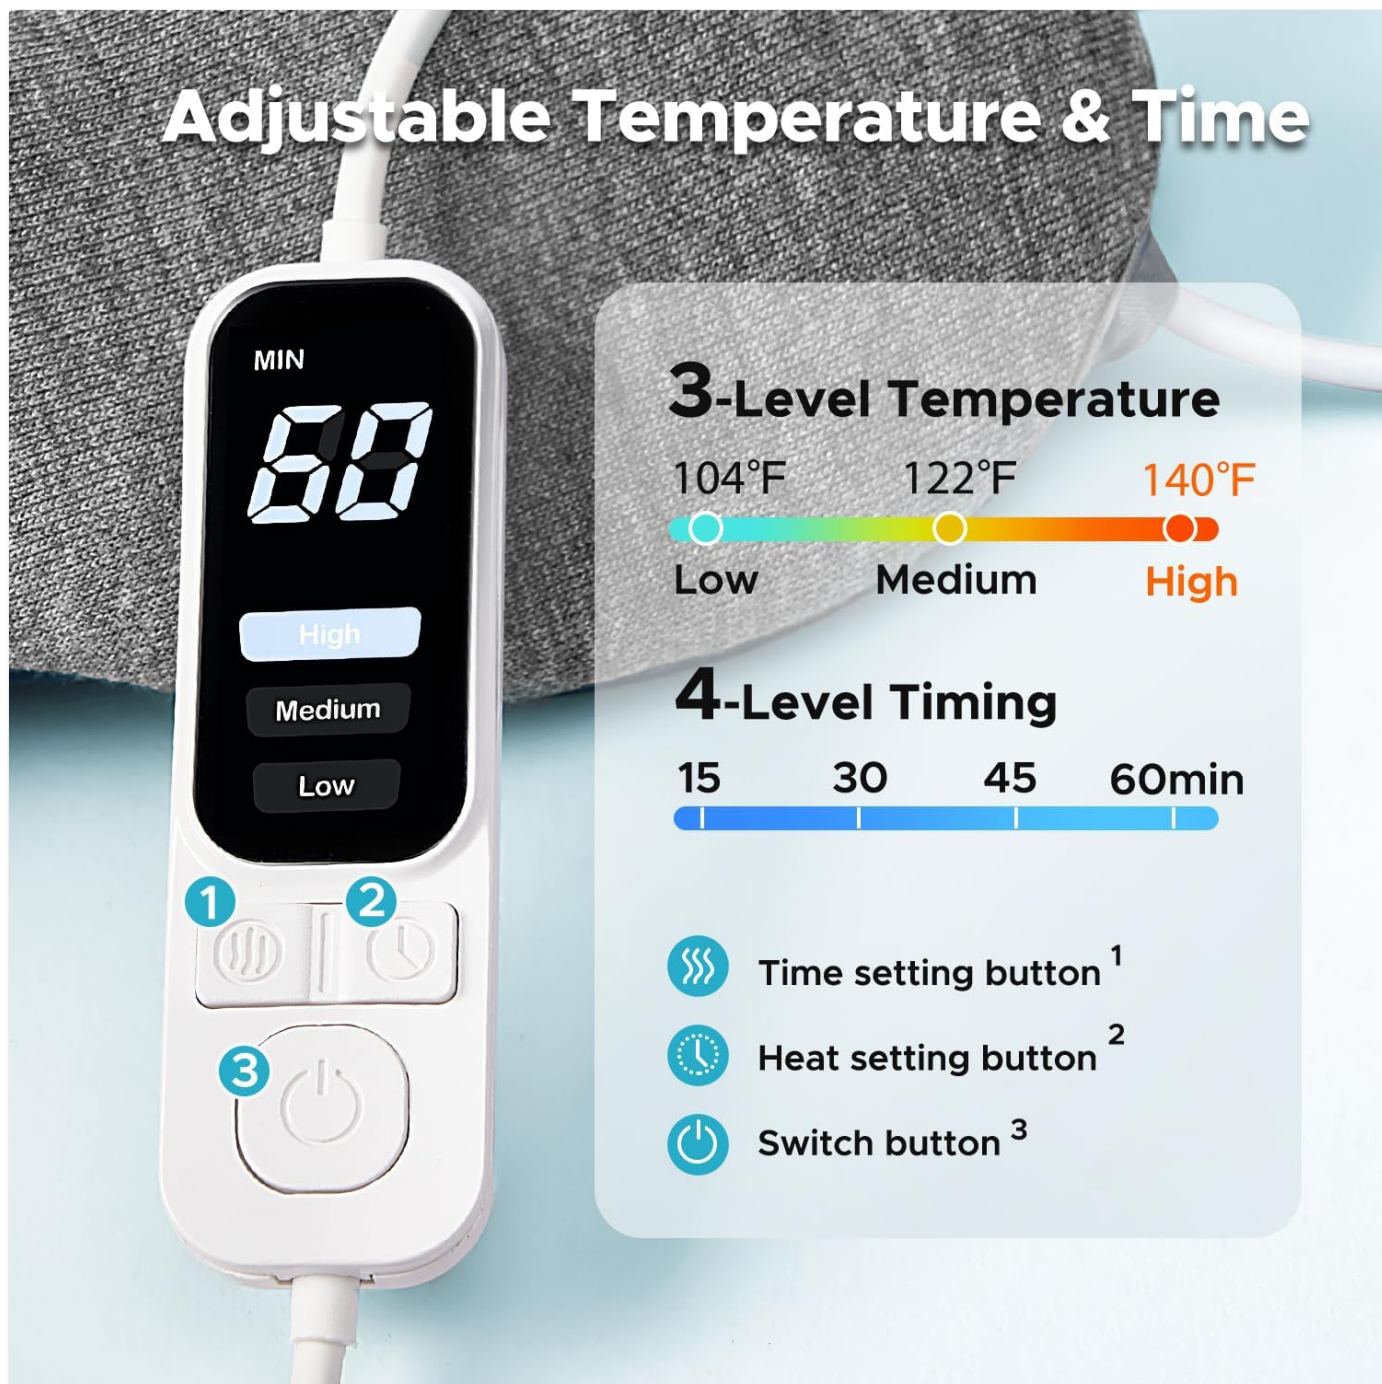 Adjustable Temperature & Time
MIN
60
High
Medium
Low
1
2
3
3-Level Temperature
104°F 122°F 140°F
Low Medium High
4-Level Timing
15 30 45 60min
Time setting button 1
Heat setting button 2
Switch button 3